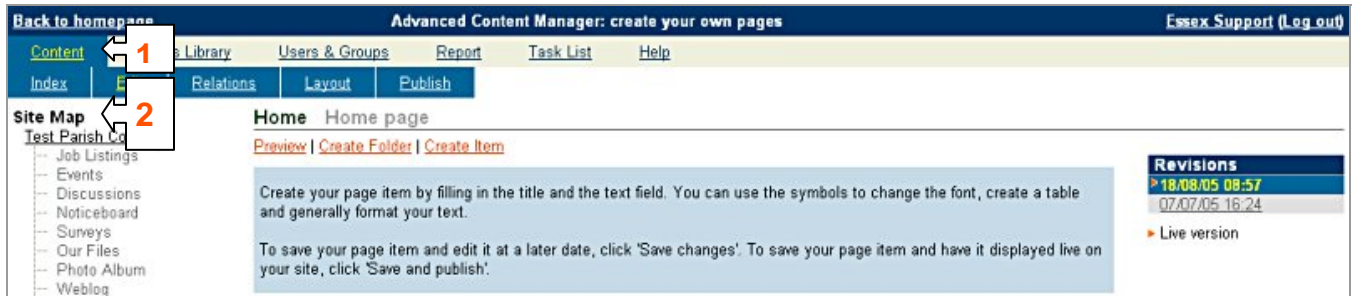 Back to homepage Advanced Content Manager: create your own pages Essex Support (Log out)
Content 1 s Library Users & Groups Report Task List Help
Index E Relations Layout Publish
Site Map 2 Home Home page
Test Parish Co
Preview | Create Folder | Create Item
Job Listings
Events
Discussions
Noticeboard
Surveys
Our Files
Photo Album
Weblog
Create your page item by filling in the title and the text field. You can use the symbols to change the font, create a table
and generally format your text.
To save your page item and edit it at a later date, click 'Save changes'. To save your page item and have it displayed live on
your site, click 'Save and publish'.
Revisions
18/08/05 08:57
07/07/05 16:24
Live version